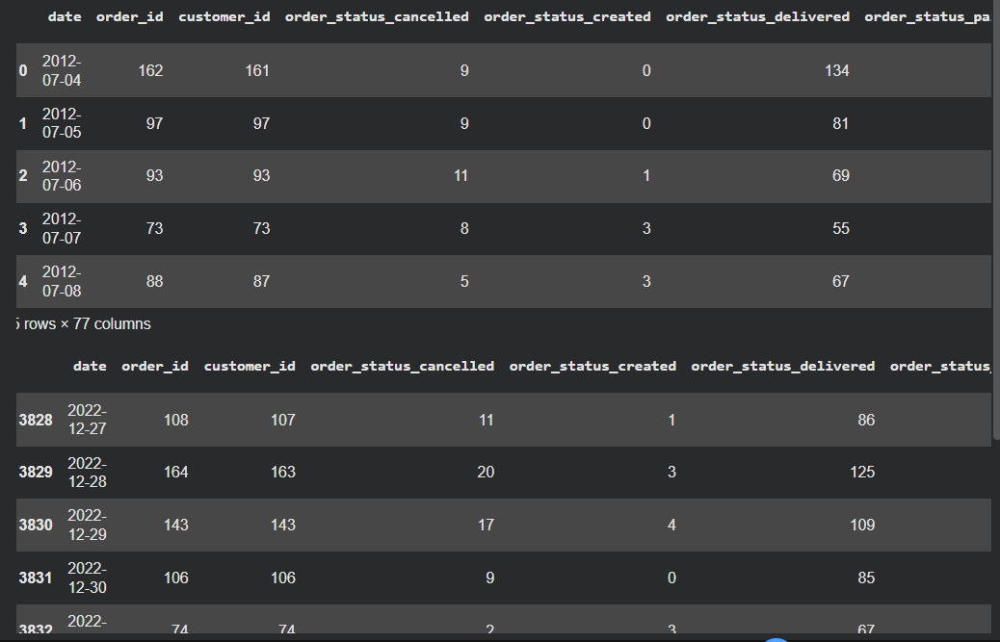 date order_id customer_id order_status_cancelled order_status_created order_status_delivered order_status_pa
0 2012-07-04 162 161 9 0 134
1 2012-07-05 97 97 9 0 81
2 2012-07-06 93 93 11 1 69
3 2012-07-07 73 73 8 3 55
4 2012-07-08 88 87 5 3 67
5 rows × 77 columns
date order_id customer_id order_status_cancelled order_status_created order_status_delivered order_status_
3828 2022-12-27 108 107 11 1 86
3829 2022-12-28 164 163 20 3 125
3830 2022-12-29 143 143 17 4 109
3831 2022-12-30 106 106 9 0 85
3832 2022- 74 74 2 3 67